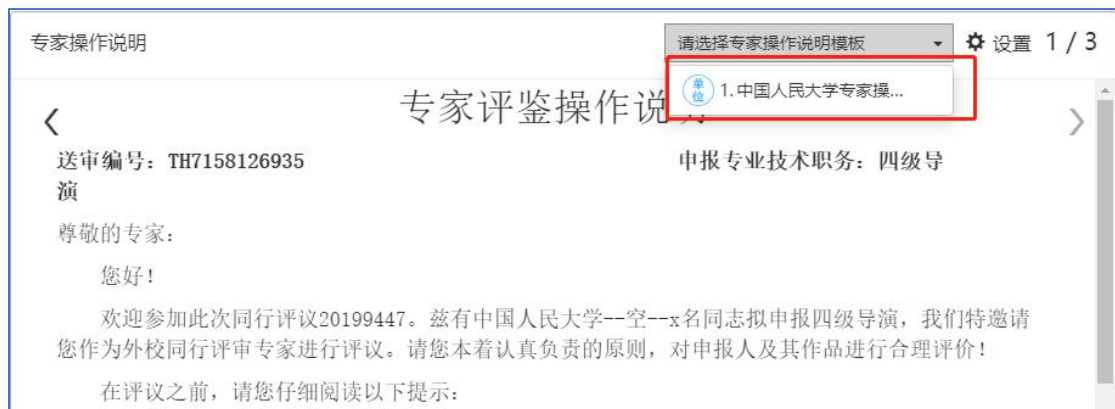 专家操作说明
请选择专家操作说明模板
设置 1 / 3
单位 1.中国人民大学专家操...
专家评鉴操作说
送审编号：TH7158126935
申报专业技术职务：四级导
演
尊敬的专家：
您好！
欢迎参加此次同行评议20199447。兹有中国人民大学--空--x名同志拟申报四级导演，我们特邀请
您作为外校同行评审专家进行评议。请您本着认真负责的原则，对申报人及其作品进行合理评价！
在评议之前，请您仔细阅读以下提示：